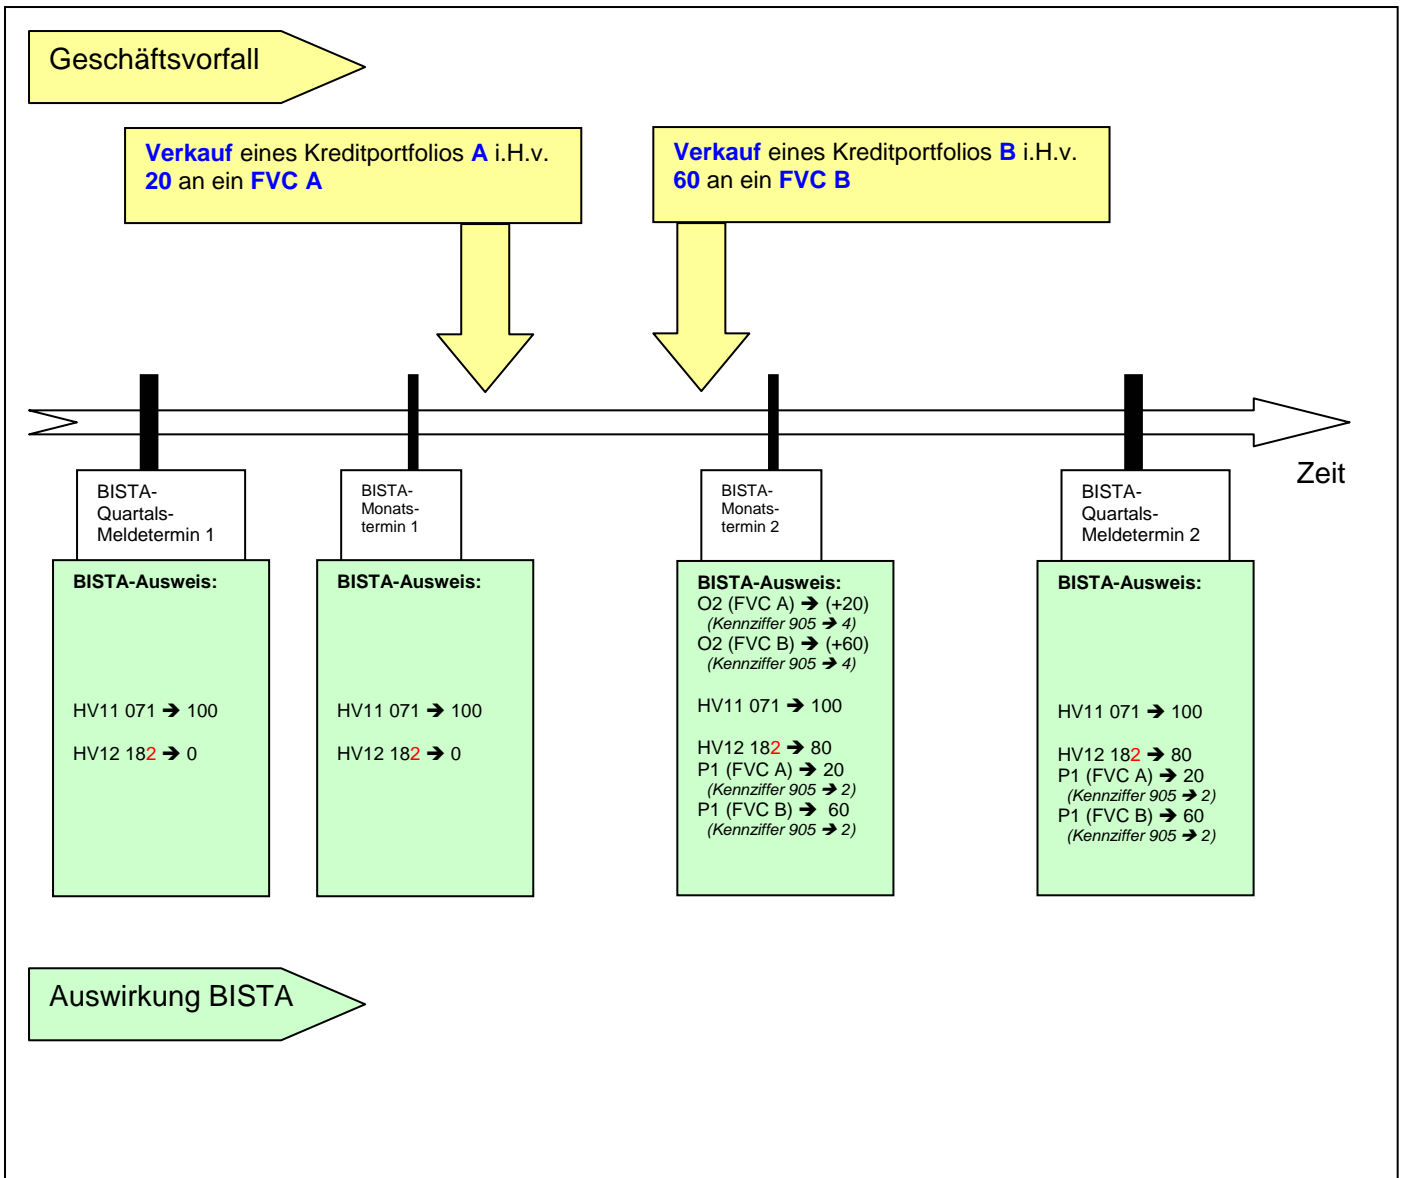 Geschäftsvorfall
Verkauf eines Kreditportfolios A i.H.v.
20 an ein FVC A
Verkauf eines Kreditportfolios B i.H.v.
60 an ein FVC B
Zeit
BISTA-
Quartals-
Meldetermin 1
BISTA-
Monats-
termin 1
BISTA-
Monats-
termin 2
BISTA-
Quartals-
Meldetermin 2
BISTA-Ausweis:
HV11 071 ➔ 100
HV12 182 ➔ 0
BISTA-Ausweis:
HV11 071 ➔ 100
HV12 182 ➔ 0
BISTA-Ausweis:
O2 (FVC A) ➔ (+20)
(Kennziffer 905 ➔ 4)
O2 (FVC B) ➔ (+60)
(Kennziffer 905 ➔ 4)
HV11 071 ➔ 100
HV12 182 ➔ 80
P1 (FVC A) ➔ 20
(Kennziffer 905 ➔ 2)
P1 (FVC B) ➔ 60
(Kennziffer 905 ➔ 2)
BISTA-Ausweis:
HV11 071 ➔ 100
HV12 182 ➔ 80
P1 (FVC A) ➔ 20
(Kennziffer 905 ➔ 2)
P1 (FVC B) ➔ 60
(Kennziffer 905 ➔ 2)
Auswirkung BISTA